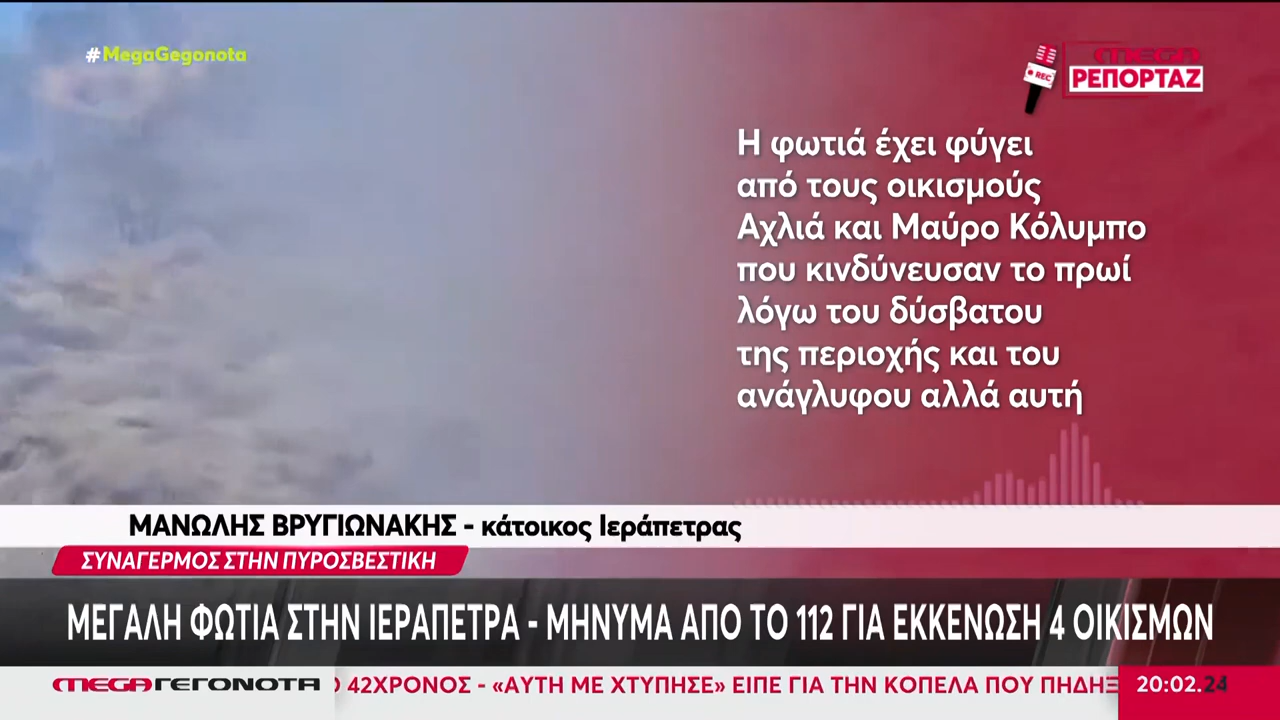 #MegaGegonota
MEGA
REC
ΡΕΠΟΡΤΑΖ
Η φωτιά έχει φύγει
από τους οικισμούς
Αχλιά και Μαύρο Κόλυμπο
που κινδύνευσαν το πρωί
λόγω του δύσβατου
της περιοχής και του
ανάγλυφου αλλά αυτή
ΜΑΝΩΛΗΣ ΒΡΥΓΙΩΝΑΚΗΣ - κάτοικος Ιεράπετρας
ΣΥΝΑΓΕΡΜΟΣ ΣΤΗΝ ΠΥΡΟΣΒΕΣΤΙΚΗ
ΜΕΓΑΛΗ ΦΩΤΙΑ ΣΤΗΝ ΙΕΡΑΠΕΤΡΑ - ΜΗΝΥΜΑ ΑΠΟ ΤΟ 112 ΓΙΑ ΕΚΚΕΝΩΣΗ 4 ΟΙΚΙΣΜΩΝ
MEGA ΓΕΓΟΝΟΤΑ Ο 42ΧΡΟΝΟΣ - «ΑΥΤΗ ΜΕ ΧΤΥΠΗΣΕ» ΕΙΠΕ ΓΙΑ ΤΗΝ ΚΟΠΕΛΑ ΠΟΥ ΠΗΔΗΞ 20:02.24